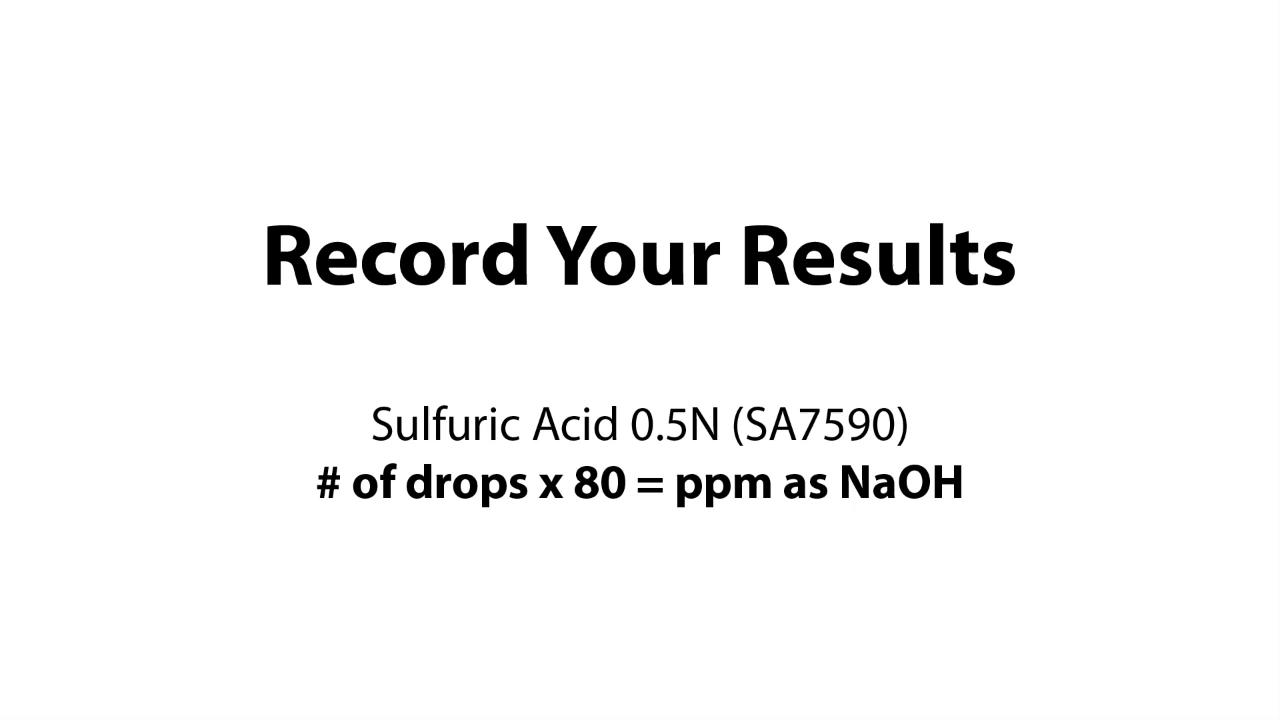 Record Your Results
Sulfuric Acid 0.5N (SA7590)
# of drops x 80 = ppm as NaOH